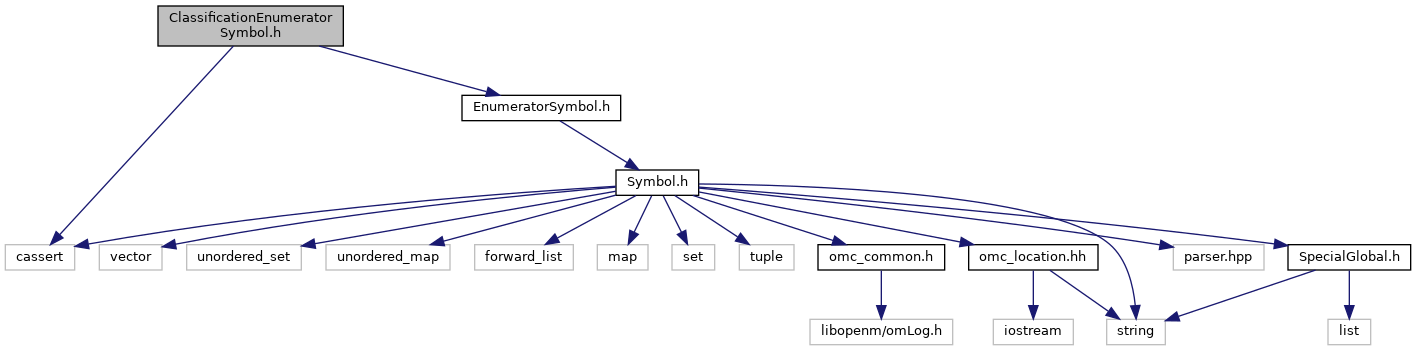 ClassificationEnumerator
Symbol.h
EnumeratorSymbol.h
Symbol.h
cassert
vector
unordered_set
unordered_map
forward_list
map
set
tuple
omc_common.h
omc_location.hh
parser.hpp
SpecialGlobal.h
libopenm/omLog.h
iostream
string
list